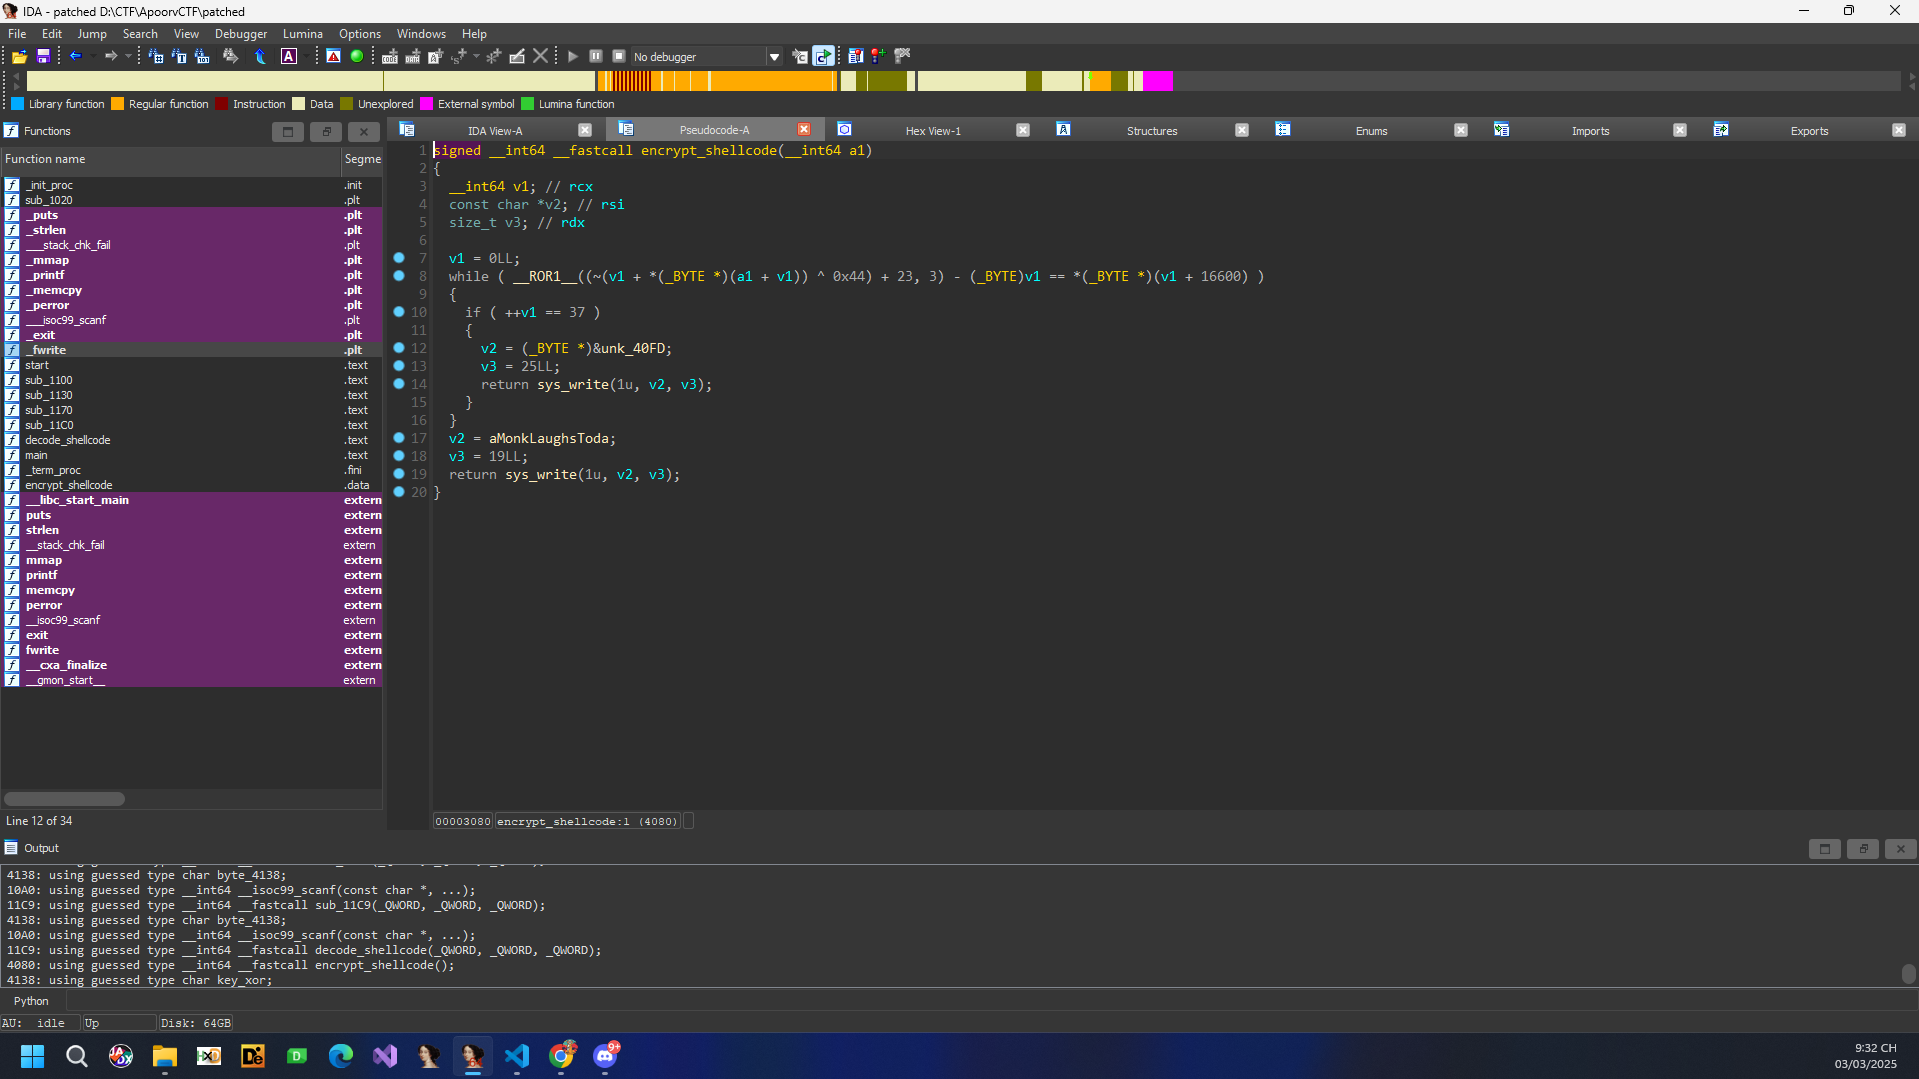 IDA - patched D:\CTF\ApoorvCTF\patched
File Edit Jump Search View Debugger Lumina Options Windows Help
No debugger
Library function Regular function Instruction Data Unexplored External symbol Lumina function
Functions
IDA View-A Pseudocode-A Hex View-1 Structures Enums Imports Exports
Function name Segme
_init_proc .init
sub_1020 .plt
_puts .plt
_strlen .plt
___stack_chk_fail .plt
_mmap .plt
_printf .plt
_memcpy .plt
_perror .plt
___isoc99_scanf .plt
_exit .plt
_fwrite .plt
start .text
sub_1100 .text
sub_1130 .text
sub_1170 .text
sub_11C0 .text
decode_shellcode .text
main .text
_term_proc .fini
encrypt_shellcode .data
__libc_start_main extern
puts extern
strlen extern
__stack_chk_fail extern
mmap extern
printf extern
memcpy extern
perror extern
__isoc99_scanf extern
exit extern
fwrite extern
__cxa_finalize extern
__gmon_start__ extern
Line 12 of 34
1 signed __int64 __fastcall encrypt_shellcode(__int64 a1)
2 {
3 __int64 v1; // rcx
4 const char *v2; // rsi
5 size_t v3; // rdx
6
7 v1 = 0LL;
8 while ( __ROR1__((~(v1 + *(_BYTE *)(a1 + v1)) ^ 0x44) + 23, 3) - (_BYTE)v1 == *(_BYTE *)(v1 + 16600) )
9 {
10 if ( ++v1 == 37 )
11 {
12 v2 = (_BYTE *)&unk_40FD;
13 v3 = 25LL;
14 return sys_write(1u, v2, v3);
15 }
16 }
17 v2 = aMonkLaughsToda;
18 v3 = 19LL;
19 return sys_write(1u, v2, v3);
20 }
00003080 encrypt_shellcode:1 (4080)
Output
4138: using guessed type char byte_4138;
10A0: using guessed type __int64 __isoc99_scanf(const char *, ...);
11C9: using guessed type __int64 __fastcall sub_11C9(_QWORD, _QWORD, _QWORD);
4138: using guessed type char byte_4138;
10A0: using guessed type __int64 __isoc99_scanf(const char *, ...);
11C9: using guessed type __int64 __fastcall decode_shellcode(_QWORD, _QWORD, _QWORD);
4080: using guessed type __int64 __fastcall encrypt_shellcode();
4138: using guessed type char key_xor;
Python
AU: idle Up Disk: 64GB
9:32 CH
03/03/2025